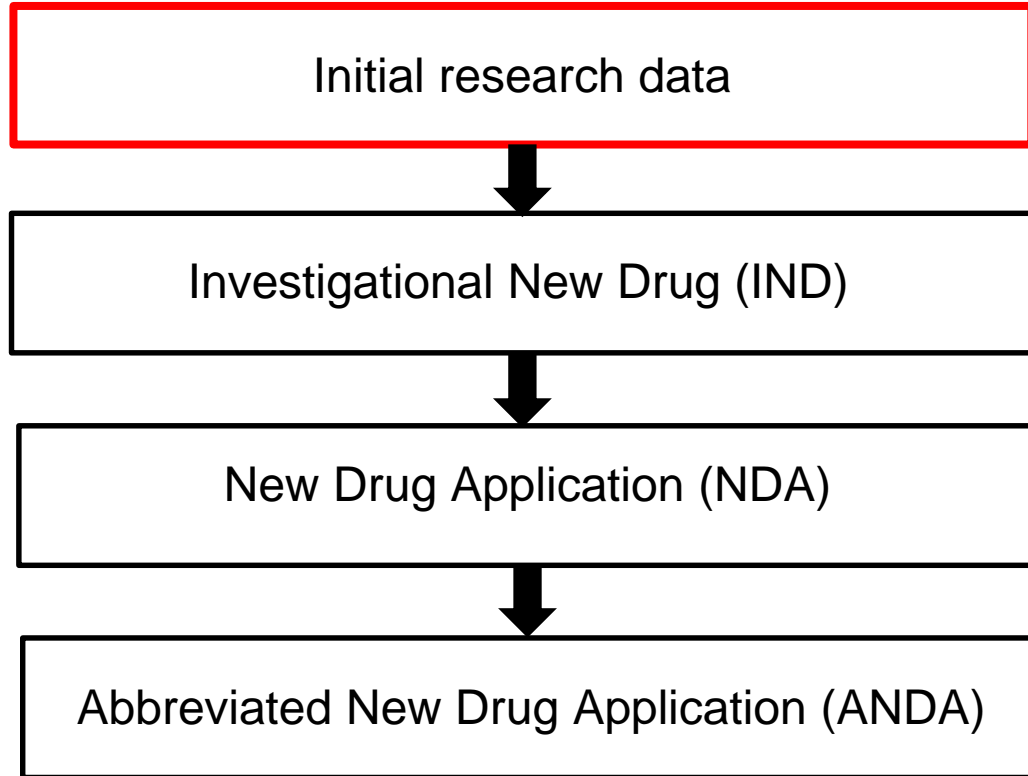 Initial research data
Investigational New Drug (IND)
New Drug Application (NDA)
Abbreviated New Drug Application (ANDA)